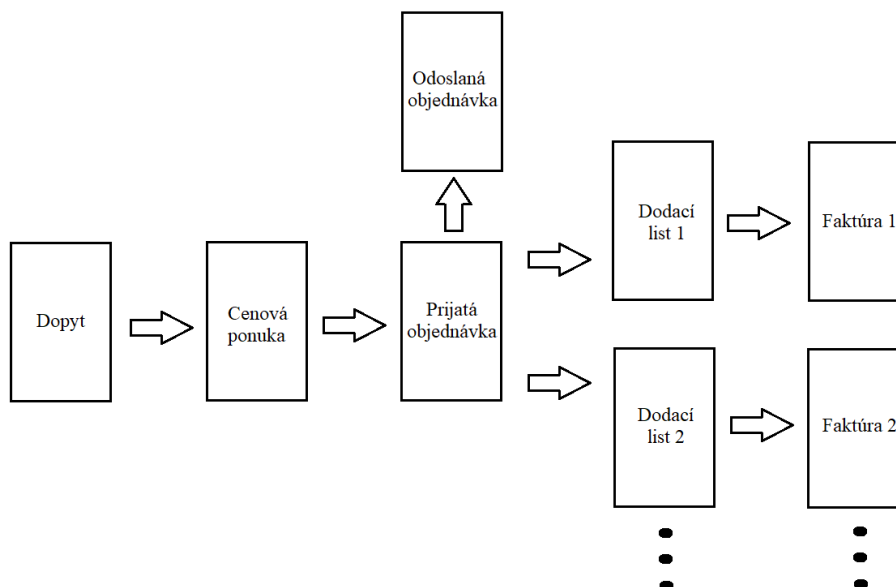 Odoslaná
objednávka
Dopyt
Cenová
ponuka
Prijatá
objednávka
Dodací
list 1
Faktúra 1
Dodací
list 2
Faktúra 2